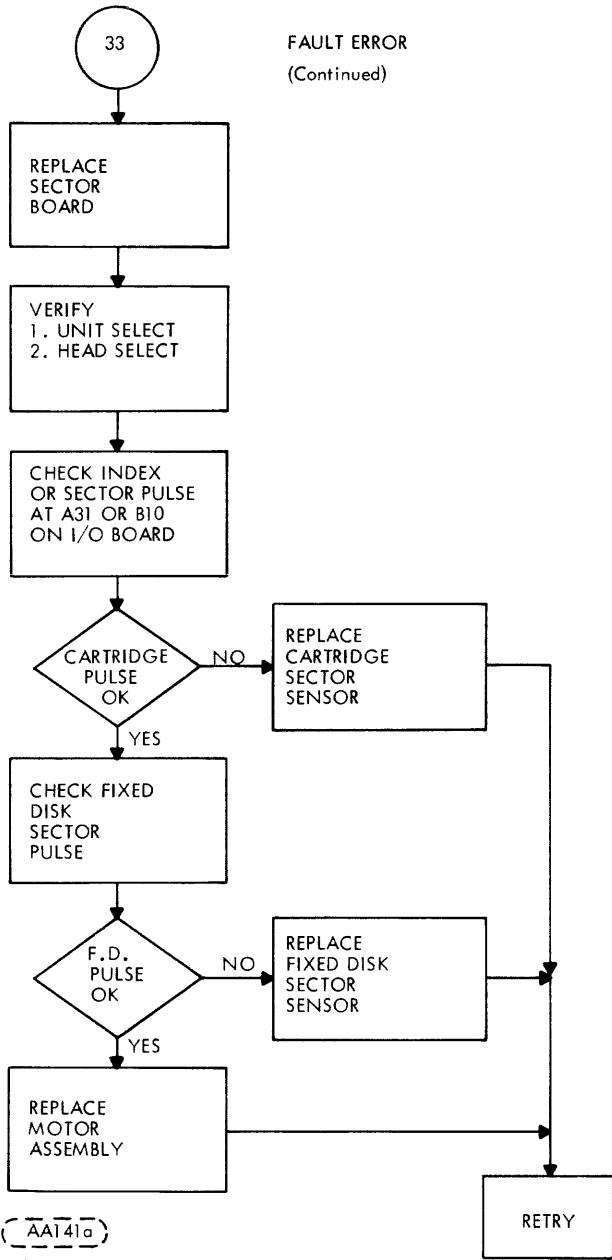 33
FAULT ERROR
(Continued)
REPLACE
SECTOR
BOARD
VERIFY
1. UNIT SELECT
2. HEAD SELECT
CHECK INDEX
OR SECTOR PULSE
AT A31 OR B10
ON I/O BOARD
CARTRIDGE
PULSE
OK
NO
REPLACE
CARTRIDGE
SECTOR
SENSOR
YES
CHECK FIXED
DISK
SECTOR
PULSE
F.D.
PULSE
OK
NO
REPLACE
FIXED DISK
SECTOR
SENSOR
YES
REPLACE
MOTOR
ASSEMBLY
RETRY
AA141a